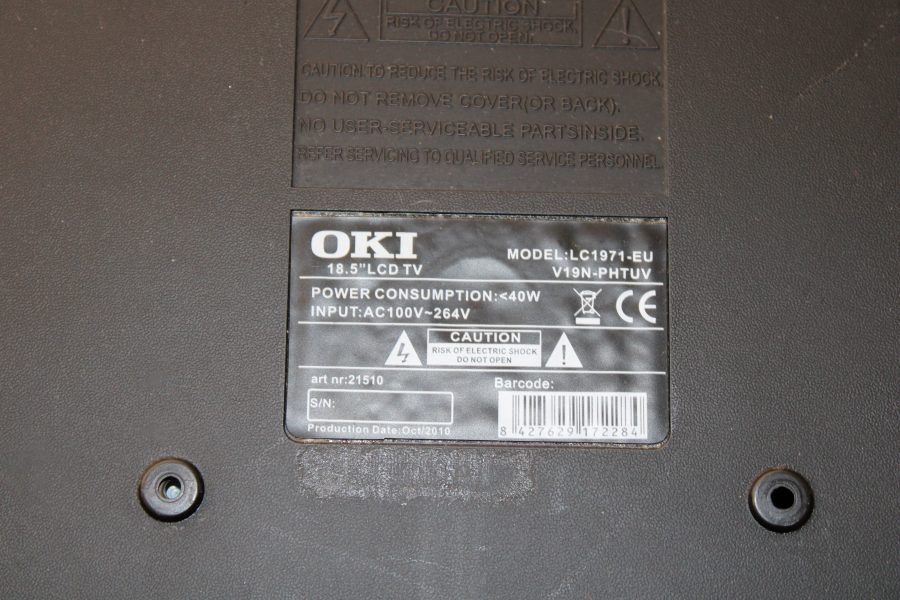 CAUTION
RISK OF ELECTRIC SHOCK
DO NOT OPEN!
CAUTION.TO REDUCE THE RISK OF ELECTRIC SHOCK
DO NOT REMOVE COVER(OR BACK).
NO USER-SERVICEABLE PARTSINSIDE.
REFER SERVICING TO QUALIFIED SERVICE PERSONNEL.
OKI
18.5"LCD TV
MODEL:LC1971-EU
V19N-PHTUV
POWER CONSUMPTION:<40W
INPUT:AC100V~264V
CE
CAUTION
RISK OF ELECTRIC SHOCK
DO NOT OPEN
art nr:21510
Barcode:
S/N:
8 427629 172284
Production Date:Oct/2010